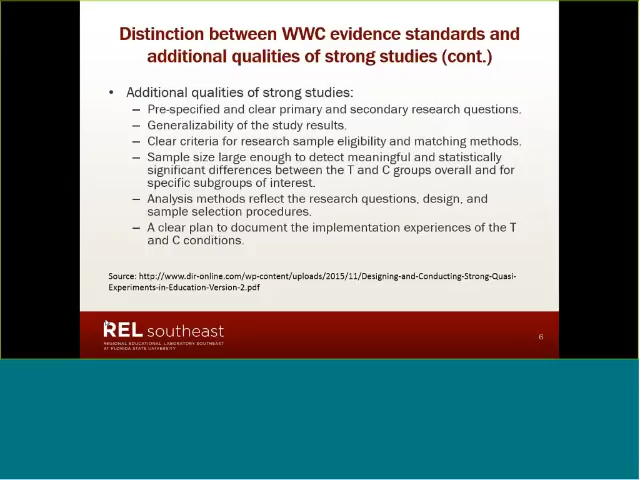 Distinction between WWC evidence standards and
additional qualities of strong studies (cont.)
• Additional qualities of strong studies:
– Pre-specified and clear primary and secondary research questions.
– Generalizability of the study results.
– Clear criteria for research sample eligibility and matching methods.
– Sample size large enough to detect meaningful and statistically
significant differences between the T and C groups overall and for
specific subgroups of interest.
– Analysis methods reflect the research questions, design, and
sample selection procedures.
– A clear plan to document the implementation experiences of the T
and C conditions.
Source: http://www.dir-online.com/wp-content/uploads/2015/11/Designing-and-Conducting-Strong-Quasi-
Experiments-in-Education-Version-2.pdf
REL southeast
REGIONAL EDUCATIONAL LABORATORY SOUTHEAST
AT FLORIDA STATE UNIVERSITY
6